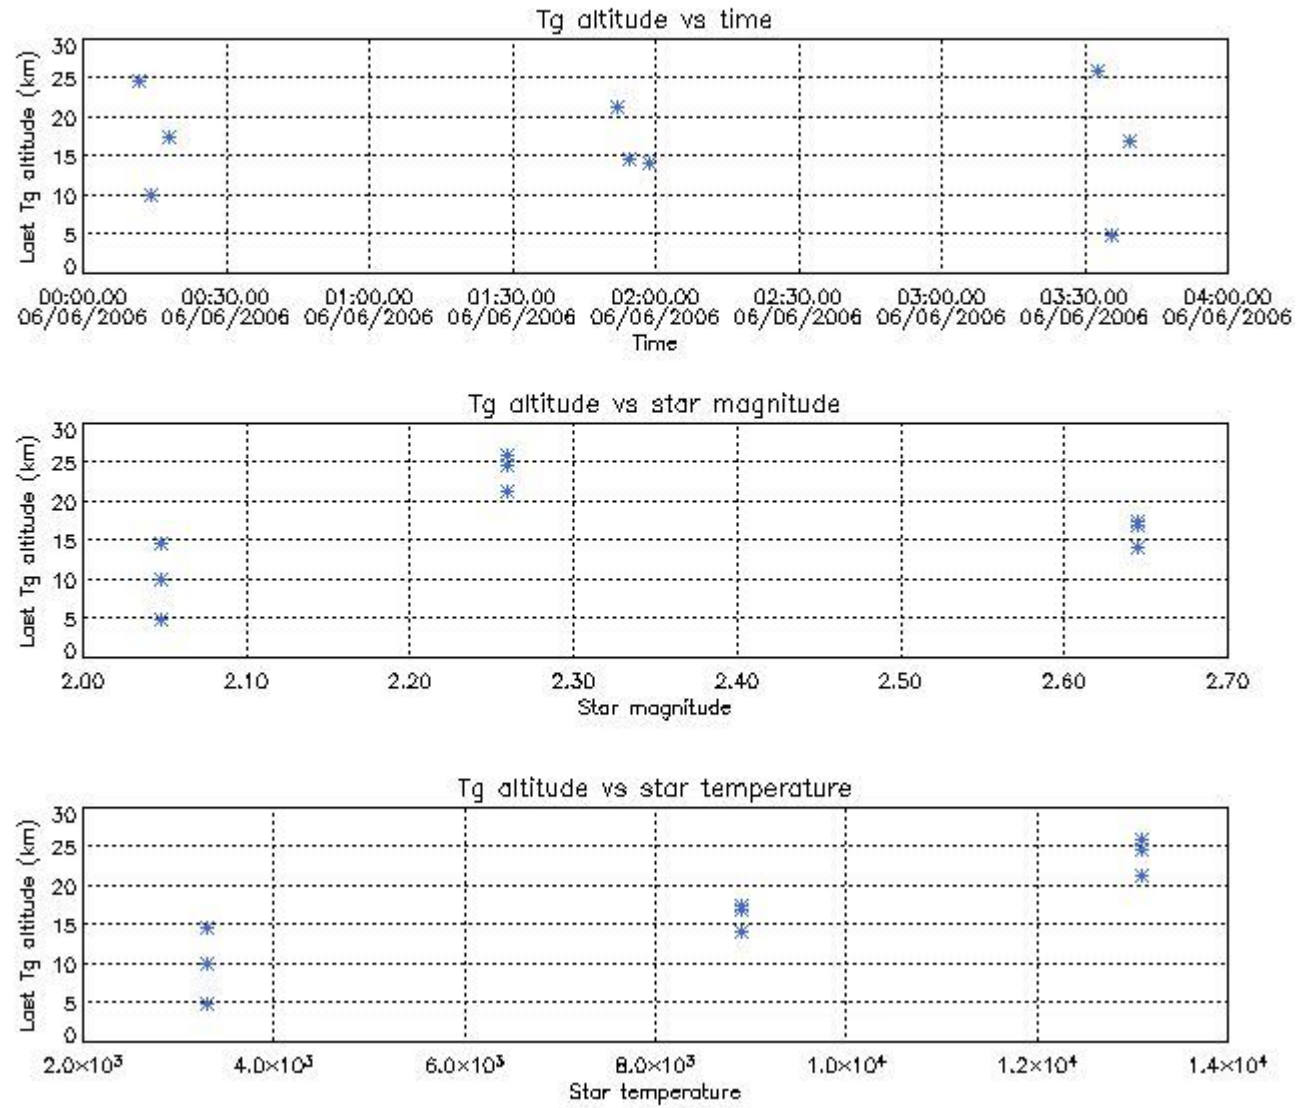 Tg altitude vs time
Last Tg altitude (km)
30
25
20
15
10
5
0
00:00.00 00:30.00 01:00.00 01:30.00 02:00.00 02:30.00 03:00.00 03:30.00 04:00.00
06/06/2006 06/06/2006 06/06/2006 06/06/2006 06/06/2006 06/06/2006 06/06/2006 06/06/2006 06/06/2006
Time
Tg altitude vs star magnitude
Last Tg altitude (km)
30
25
20
15
10
5
0
2.00 2.10 2.20 2.30 2.40 2.50 2.60 2.70
Star magnitude
Tg altitude vs star temperature
Last Tg altitude (km)
30
25
20
15
10
5
0
2.0×10³ 4.0×10³ 6.0×10³ 8.0×10³ 1.0×10⁴ 1.2×10⁴ 1.4×10⁴
Star temperature